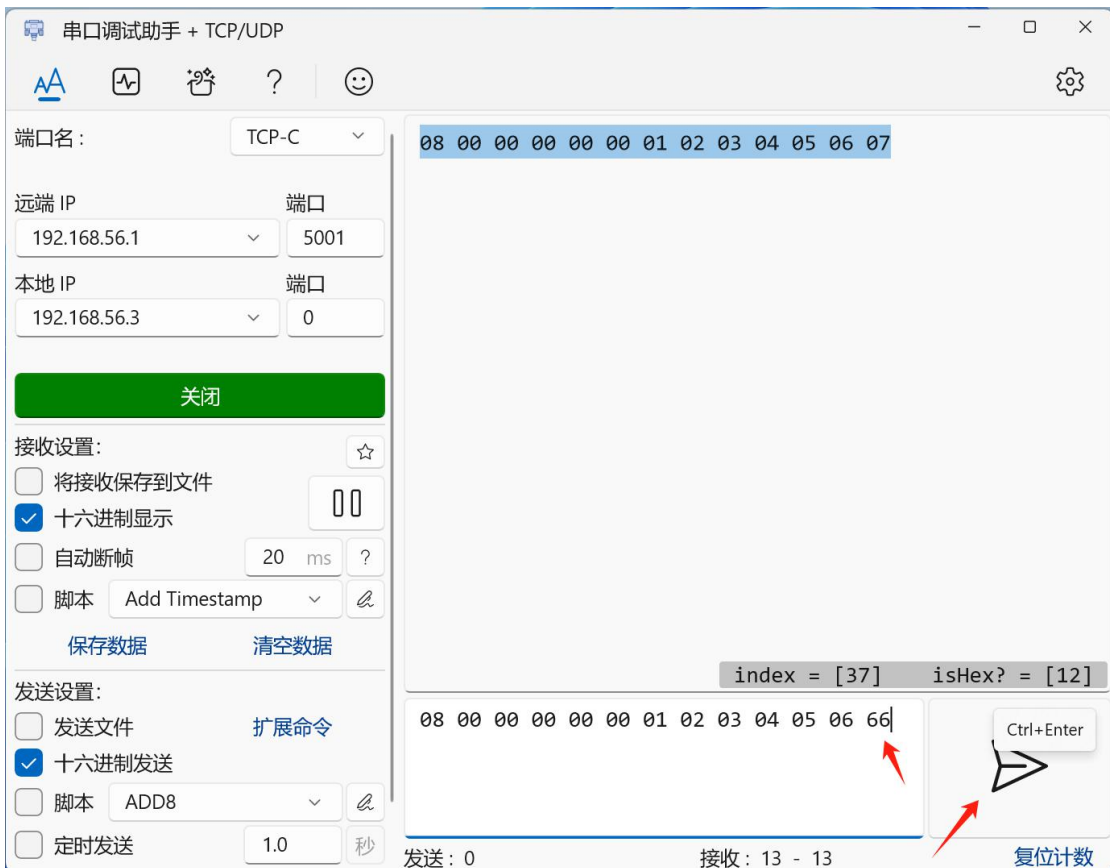 串口调试助手 + TCP/UDP
端口名 :
TCP-C
远端 IP
端口
192.168.56.1
5001
本地 IP
端口
192.168.56.3
0
关闭
接收设置:
将接收保存到文件
十六进制显示
自动断帧
20 ms
?
脚本
Add Timestamp
保存数据
清空数据
发送设置:
发送文件
扩展命令
十六进制发送
脚本
ADD8
定时发送
1.0
秒
08 00 00 00 00 00 01 02 03 04 05 06 07
index = [37] isHex? = [12]
08 00 00 00 00 00 01 02 03 04 05 06 66
Ctrl+Enter
发送 : 0
接收 : 13 - 13
复位计数